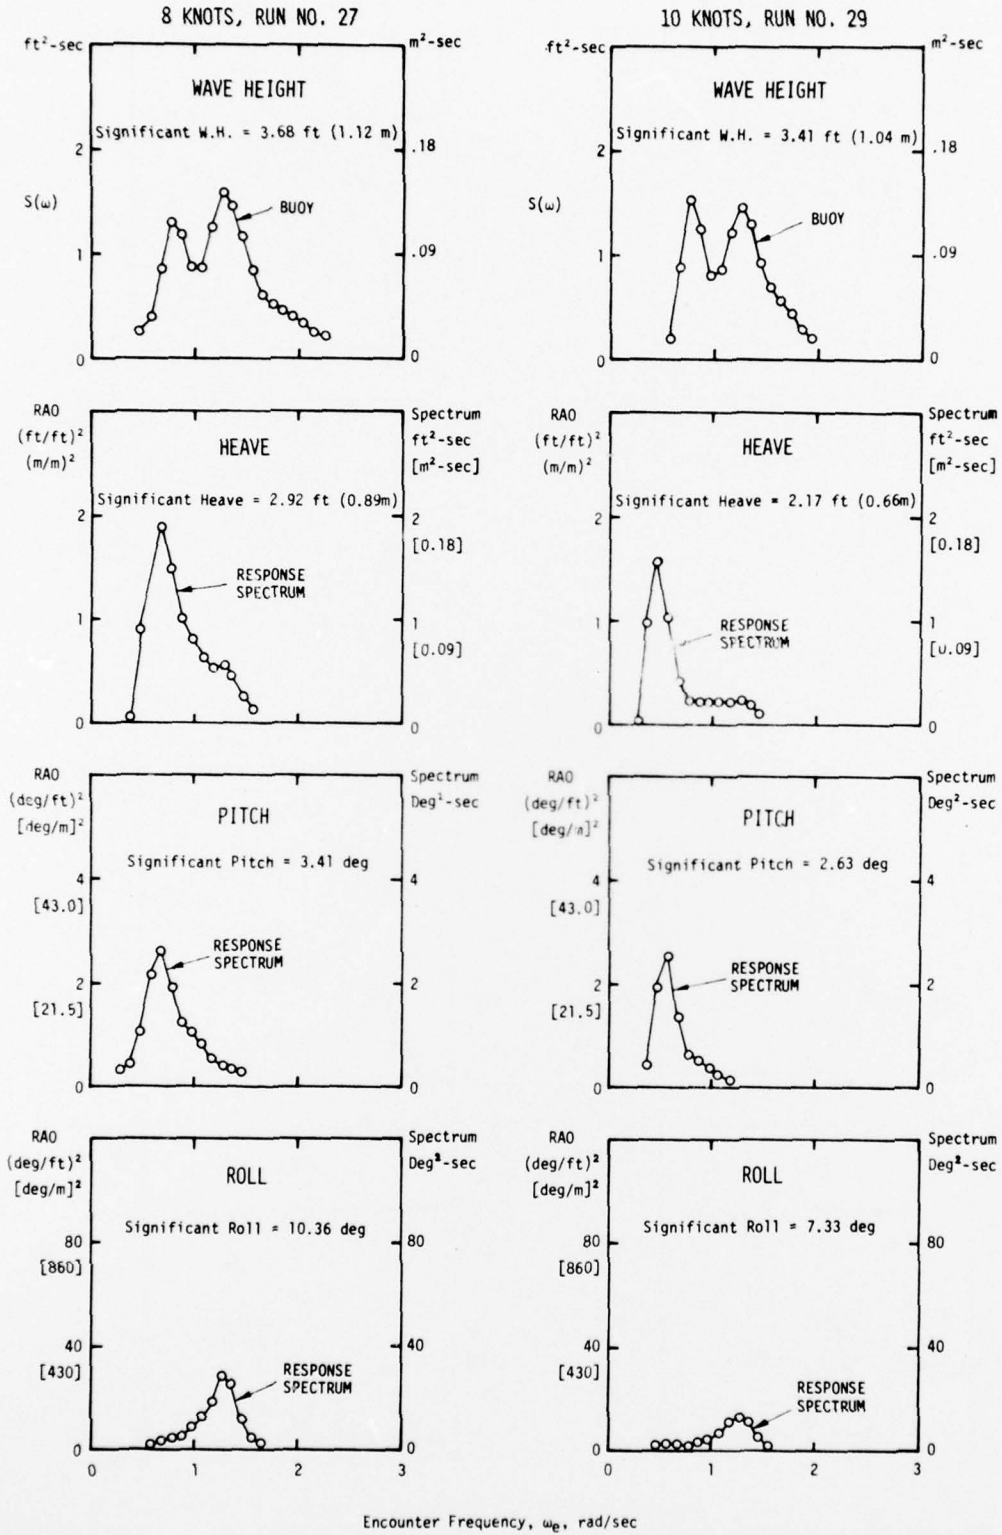 8 KNOTS, RUN NO. 27
ft²-sec
m²-sec
WAVE HEIGHT
Significant W.H. = 3.68 ft (1.12 m)
2
.18
S(ω)
BUOY
1
.09
0
0
10 KNOTS, RUN NO. 29
ft²-sec
m²-sec
WAVE HEIGHT
Significant W.H. = 3.41 ft (1.04 m)
2
.18
S(ω)
BUOY
1
.09
0
0
RAO
(ft/ft)²
(m/m)²
Spectrum
ft²-sec
[m²-sec]
HEAVE
Significant Heave = 2.92 ft (0.89m)
2
2
[0.18]
RESPONSE
SPECTRUM
1
1
[0.09]
0
0
RAO
(ft/ft)²
(m/m)²
Spectrum
ft²-sec
[m²-sec]
HEAVE
Significant Heave = 2.17 ft (0.66m)
2
2
[0.18]
RESPONSE
SPECTRUM
1
1
[0.09]
0
0
RAO
(deg/ft)²
[deg/m]²
Spectrum
Deg²-sec
PITCH
Significant Pitch = 3.41 deg
4
4
[43.0]
RESPONSE
SPECTRUM
2
2
[21.5]
0
0
RAO
(deg/ft)²
[deg/m]²
Spectrum
Deg²-sec
PITCH
Significant Pitch = 2.63 deg
4
4
[43.0]
RESPONSE
SPECTRUM
2
2
[21.5]
0
0
RAO
(deg/ft)²
[deg/m]²
Spectrum
Deg²-sec
ROLL
Significant Roll = 10.36 deg
80
80
[860]
40
40
[430]
RESPONSE
SPECTRUM
0
0
0 1 2 3
RAO
(deg/ft)²
[deg/m]²
Spectrum
Deg²-sec
ROLL
Significant Roll = 7.33 deg
80
80
[860]
40
40
[430]
RESPONSE
SPECTRUM
0
0
0 1 2 3
Encounter Frequency, ωe, rad/sec